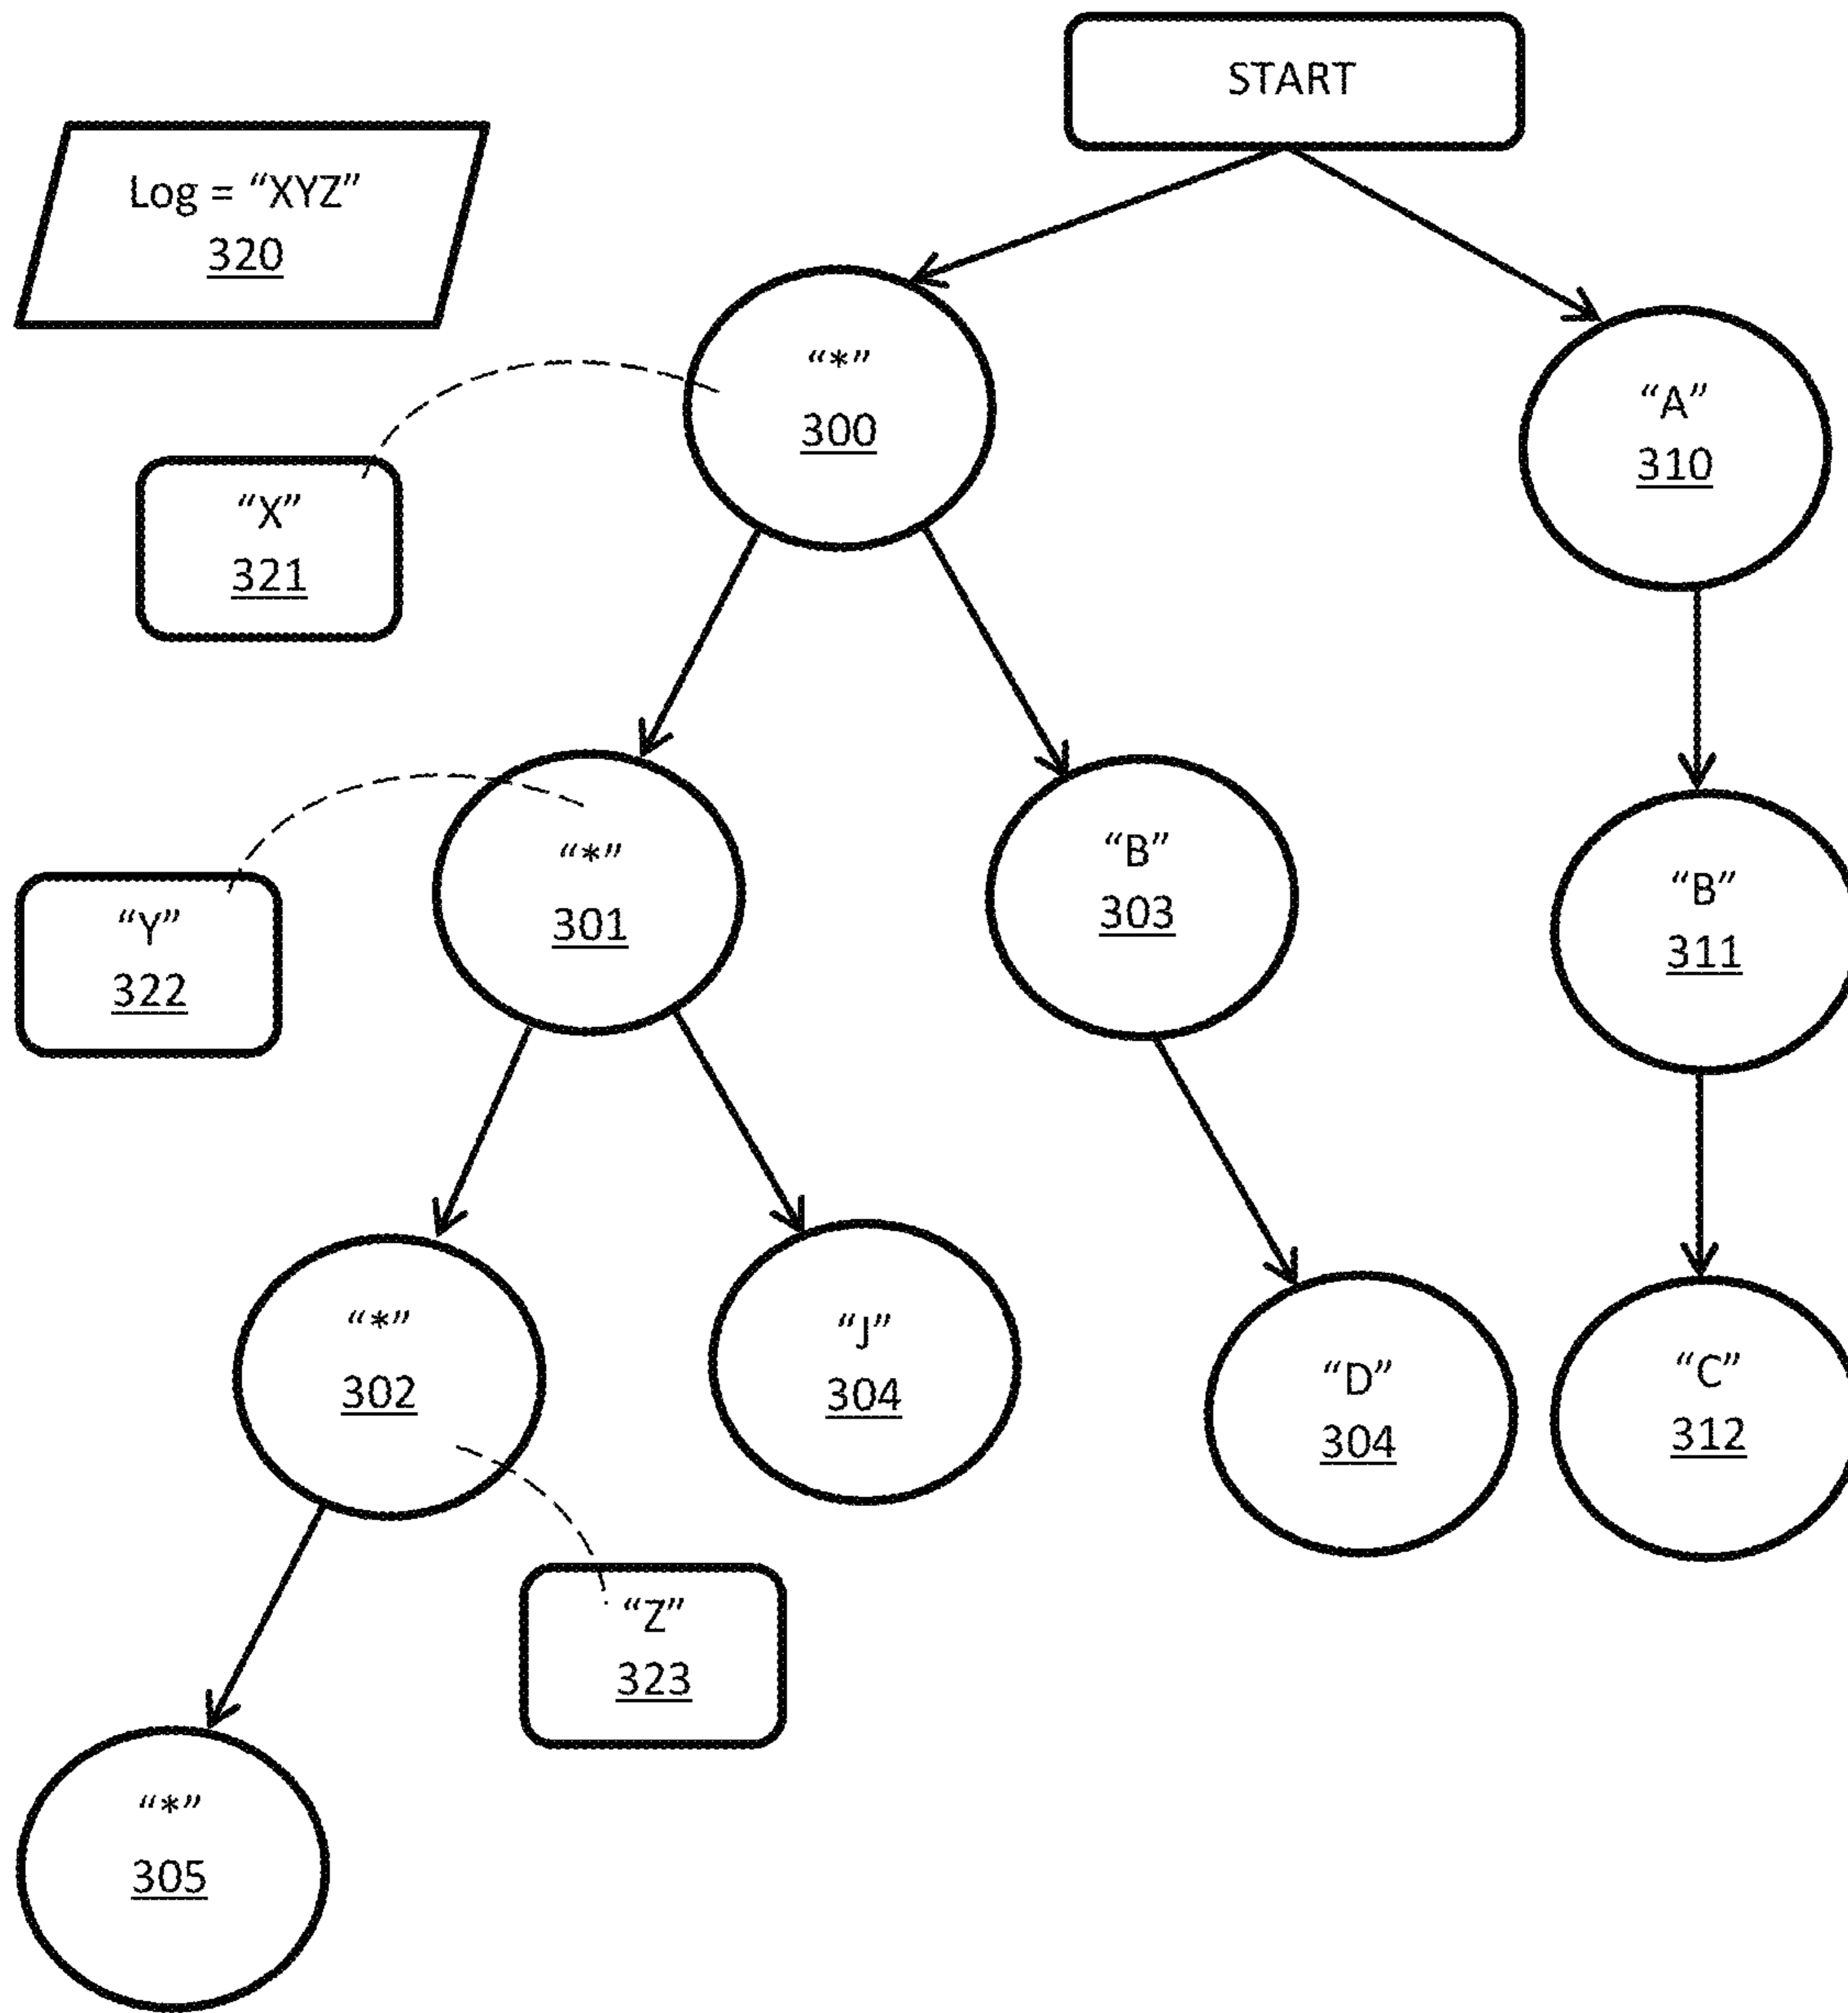 START
Log = “XYZ”
320
“*”
300
“A”
310
“X”
321
“*”
301
“B”
303
“B”
311
“Y”
322
“*”
302
“J”
304
“D”
304
“C”
312
“Z”
323
“*”
305